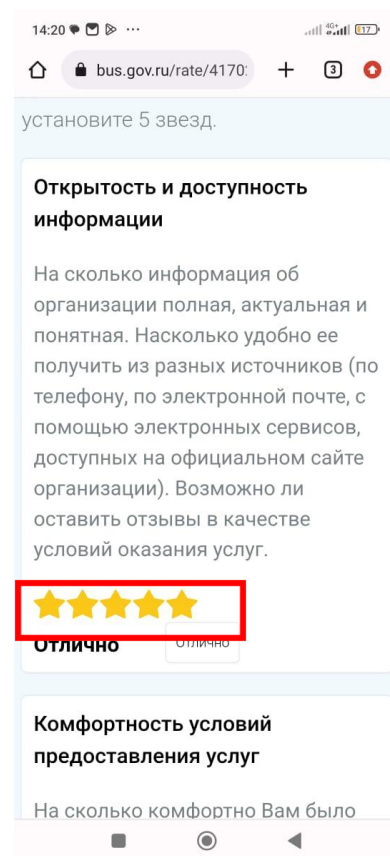 14:20
4G+
17
bus.gov.ru/rate/4170
3
установите 5 звезд.
Открытость и доступность
информации
На сколько информация об
организации полная, актуальная и
понятная. Насколько удобно ее
получить из разных источников (по
телефону, по электронной почте, с
помощью электронных сервисов,
доступных на официальном сайте
организации). Возможно ли
оставить отзывы в качестве
условий оказания услуг.
Отлично
Отлично
Комфортность условий
предоставления услуг
На сколько комфортно Вам было